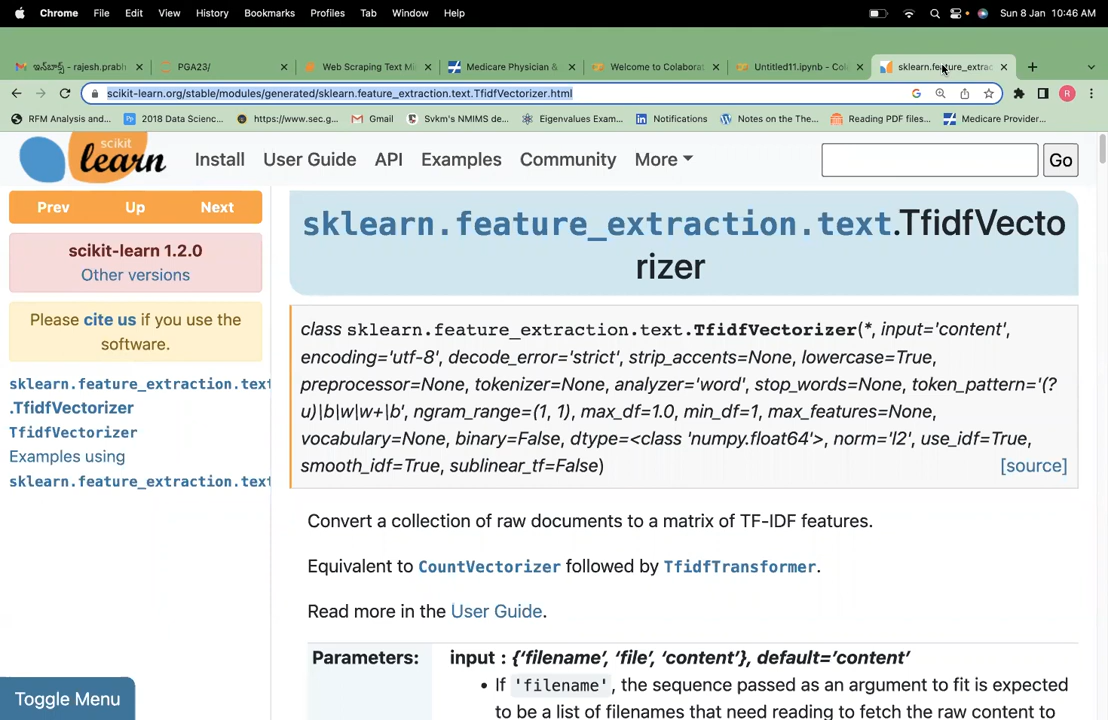 Chrome File Edit View History Bookmarks Profiles Tab Window Help Sun 8 Jan 10:46 AM
ఇన్‌బాక్స్ - rajesh.prabh PGA23/ Web Scraping Text Mi Medicare Physician & Welcome to Colaborat Untitled11.ipynb - Col sklearn.feature_extrac
scikit-learn.org/stable/modules/generated/sklearn.feature_extraction.text.TfidfVectorizer.html
RFM Analysis and... 2018 Data Scienc... https://www.sec.g... Gmail Svkm's NMIMS de... Eigenvalues Exam... Notifications Notes on the The... Reading PDF files... Medicare Provider...
scikit
learn
Install User Guide API Examples Community More Go
Prev Up Next
scikit-learn 1.2.0
Other versions
Please cite us if you use the
software.
sklearn.feature_extraction.text
.TfidfVectorizer
TfidfVectorizer
Examples using
sklearn.feature_extraction.text
Toggle Menu
sklearn.feature_extraction.text.TfidfVecto
rizer
class sklearn.feature_extraction.text.TfidfVectorizer(*, input='content',
encoding='utf-8', decode_error='strict', strip_accents=None, lowercase=True,
preprocessor=None, tokenizer=None, analyzer='word', stop_words=None, token_pattern='(?
u)\b\w\w+\b', ngram_range=(1, 1), max_df=1.0, min_df=1, max_features=None,
vocabulary=None, binary=False, dtype=<class 'numpy.float64'>, norm='l2', use_idf=True,
smooth_idf=True, sublinear_tf=False) [source]
Convert a collection of raw documents to a matrix of TF-IDF features.
Equivalent to CountVectorizer followed by TfidfTransformer.
Read more in the User Guide.
Parameters: input : {‘filename’, ‘file’, ‘content’}, default=’content’
• If 'filename', the sequence passed as an argument to fit is expected
to be a list of filenames that need reading to fetch the raw content to